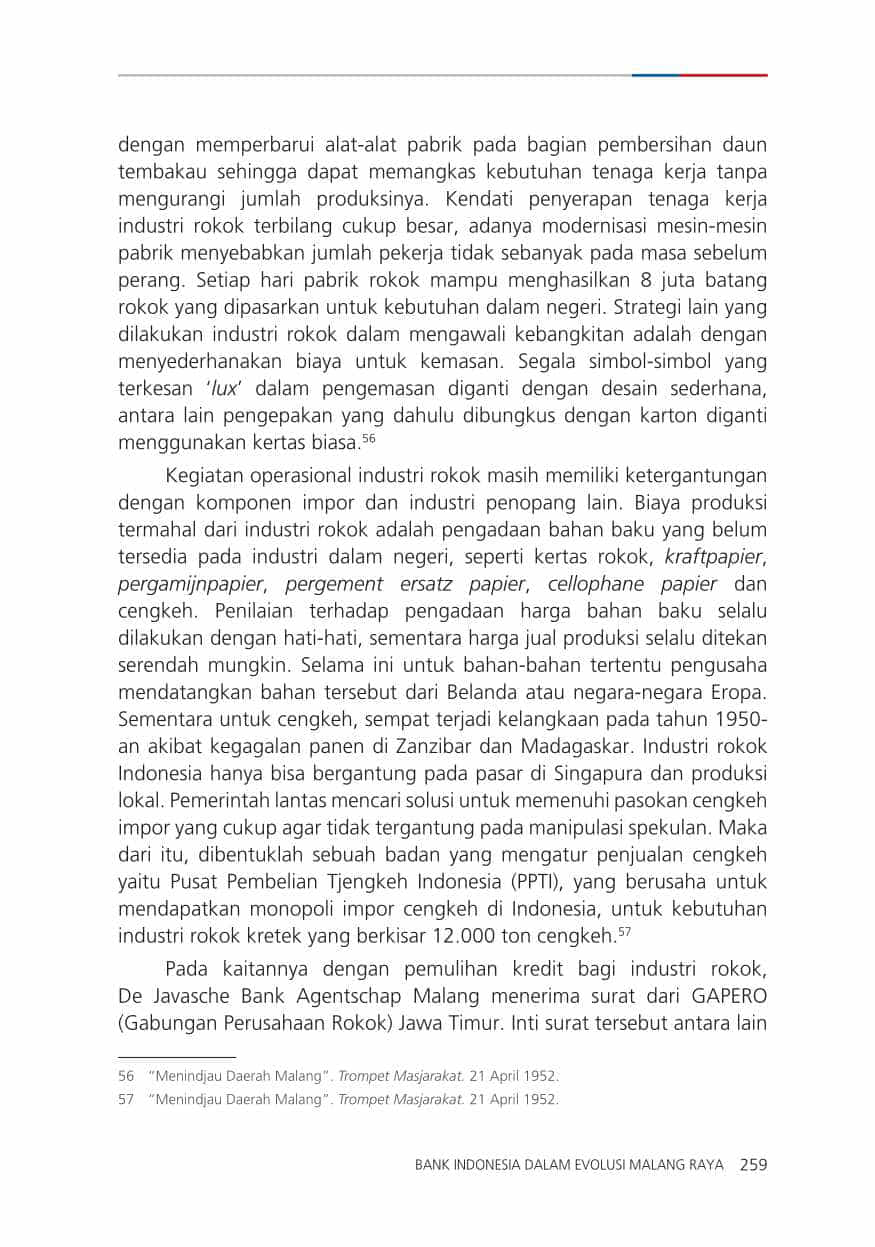 dengan memperbarui alat-alat pabrik pada bagian pembersihan daun
tembakau sehingga dapat memangkas kebutuhan tenaga kerja tanpa
mengurangi jumlah produksinya. Kendati penyerapan tenaga kerja
industri rokok terbilang cukup besar, adanya modernisasi mesin-mesin
pabrik menyebabkan jumlah pekerja tidak sebanyak pada masa sebelum
perang. Setiap hari pabrik rokok mampu menghasilkan 8 juta batang
rokok yang dipasarkan untuk kebutuhan dalam negeri. Strategi lain yang
dilakukan industri rokok dalam mengawali kebangkitan adalah dengan
menyederhanakan biaya untuk kemasan. Segala simbol-simbol yang
terkesan ‘lux’ dalam pengemasan diganti dengan desain sederhana,
antara lain pengepakan yang dahulu dibungkus dengan karton diganti
menggunakan kertas biasa.56
Kegiatan operasional industri rokok masih memiliki ketergantungan
dengan komponen impor dan industri penopang lain. Biaya produksi
termahal dari industri rokok adalah pengadaan bahan baku yang belum
tersedia pada industri dalam negeri, seperti kertas rokok, kraftpapier,
pergamijnpapier, pergement ersatz papier, cellophane papier dan
cengkeh. Penilaian terhadap pengadaan harga bahan baku selalu
dilakukan dengan hati-hati, sementara harga jual produksi selalu ditekan
serendah mungkin. Selama ini untuk bahan-bahan tertentu pengusaha
mendatangkan bahan tersebut dari Belanda atau negara-negara Eropa.
Sementara untuk cengkeh, sempat terjadi kelangkaan pada tahun 1950-
an akibat kegagalan panen di Zanzibar dan Madagaskar. Industri rokok
Indonesia hanya bisa bergantung pada pasar di Singapura dan produksi
lokal. Pemerintah lantas mencari solusi untuk memenuhi pasokan cengkeh
impor yang cukup agar tidak tergantung pada manipulasi spekulan. Maka
dari itu, dibentuklah sebuah badan yang mengatur penjualan cengkeh
yaitu Pusat Pembelian Tjengkeh Indonesia (PPTI), yang berusaha untuk
mendapatkan monopoli impor cengkeh di Indonesia, untuk kebutuhan
industri rokok kretek yang berkisar 12.000 ton cengkeh.57
Pada kaitannya dengan pemulihan kredit bagi industri rokok,
De Javasche Bank Agentschap Malang menerima surat dari GAPERO
(Gabungan Perusahaan Rokok) Jawa Timur. Inti surat tersebut antara lain
56 “Menindjau Daerah Malang”. Trompet Masjarakat. 21 April 1952.
57 “Menindjau Daerah Malang”. Trompet Masjarakat. 21 April 1952.
BANK INDONESIA DALAM EVOLUSI MALANG RAYA 259